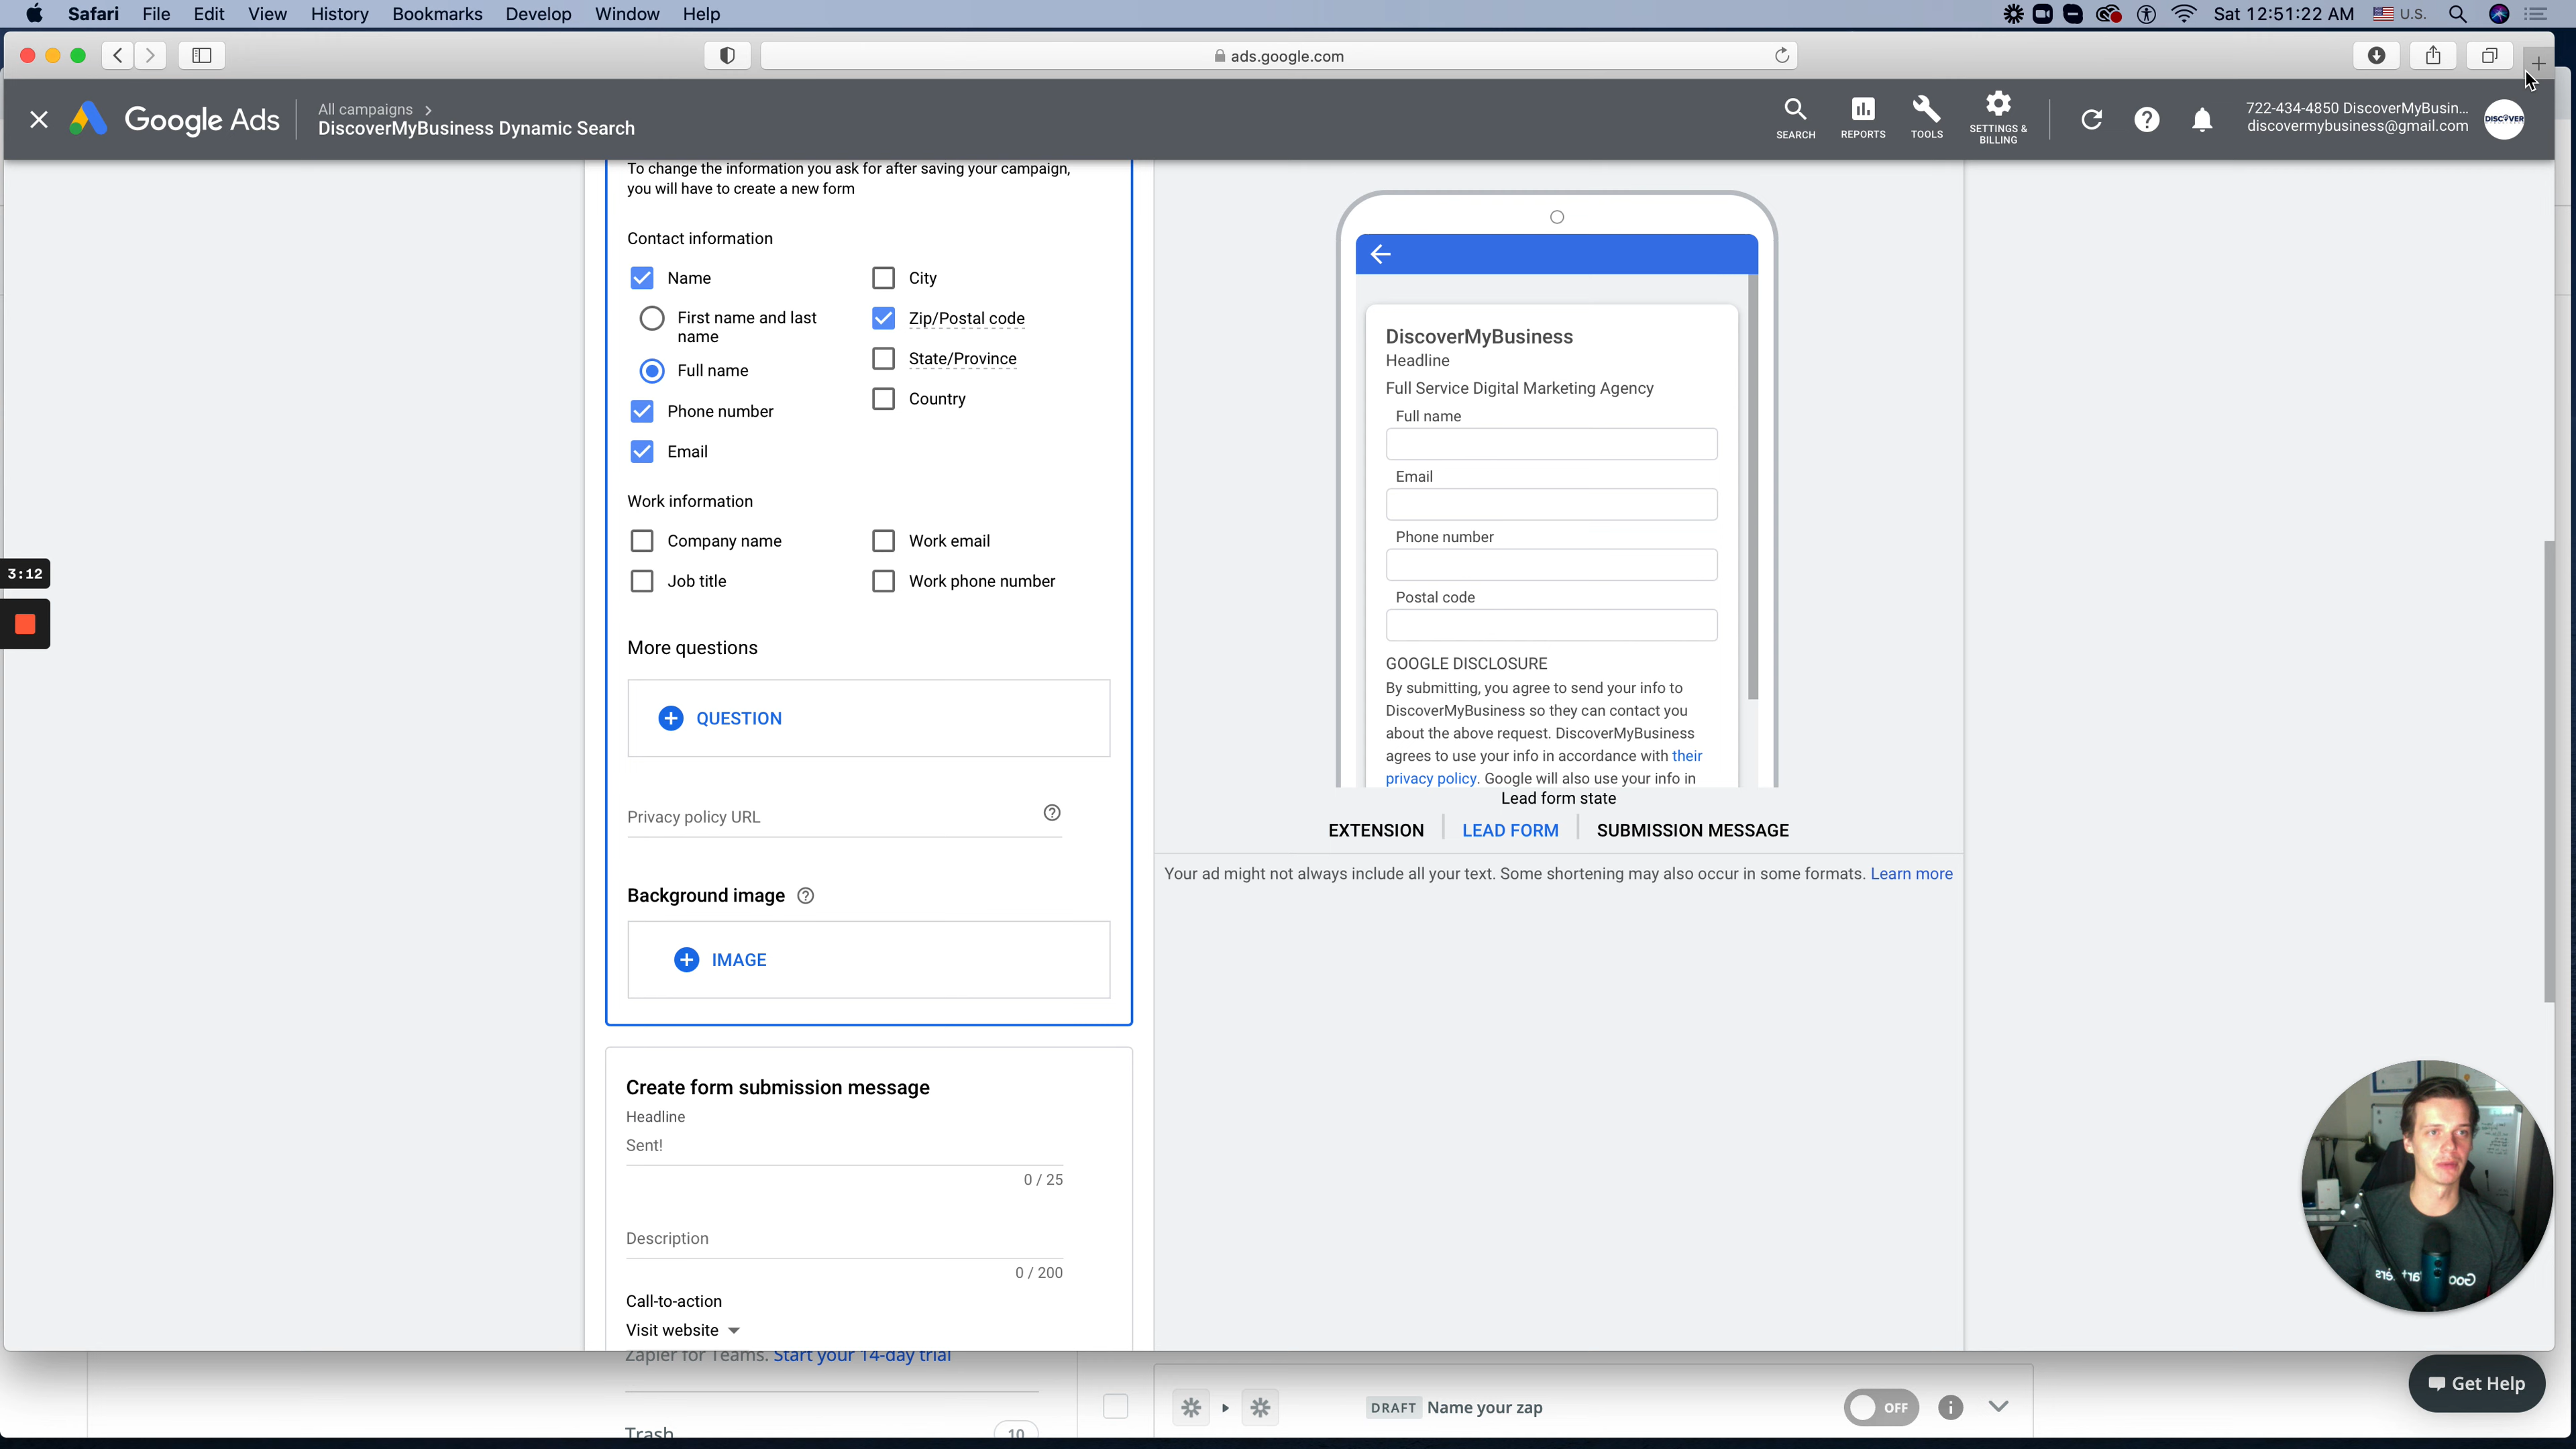 Safari File Edit View History Bookmarks Develop Window Help
Sat 12:51:22 AM U.S.
ads.google.com
Google Ads
All campaigns
DiscoverMyBusiness Dynamic Search
SEARCH
REPORTS
TOOLS
SETTINGS &
BILLING
722-434-4850 DiscoverMyBusin...
discovermybusiness@gmail.com
DISCOVER
To change the information you ask for after saving your campaign,
you will have to create a new form
Contact information
Name
First name and last
name
Full name
Phone number
Email
City
Zip/Postal code
State/Province
Country
Work information
Company name
Job title
Work email
Work phone number
More questions
QUESTION
Privacy policy URL
Background image
IMAGE
Create form submission message
Headline
Sent!
0 / 25
Description
0 / 200
Call-to-action
Visit website
DiscoverMyBusiness
Headline
Full Service Digital Marketing Agency
Full name
Email
Phone number
Postal code
GOOGLE DISCLOSURE
By submitting, you agree to send your info to
DiscoverMyBusiness so they can contact you
about the above request. DiscoverMyBusiness
agrees to use your info in accordance with their
privacy policy. Google will also use your info in
Lead form state
EXTENSION LEAD FORM SUBMISSION MESSAGE
Your ad might not always include all your text. Some shortening may also occur in some formats. Learn more
3:12
Zapier for Teams. Start your 14-day trial
Trash 10
DRAFT Name your zap
OFF
Get Help